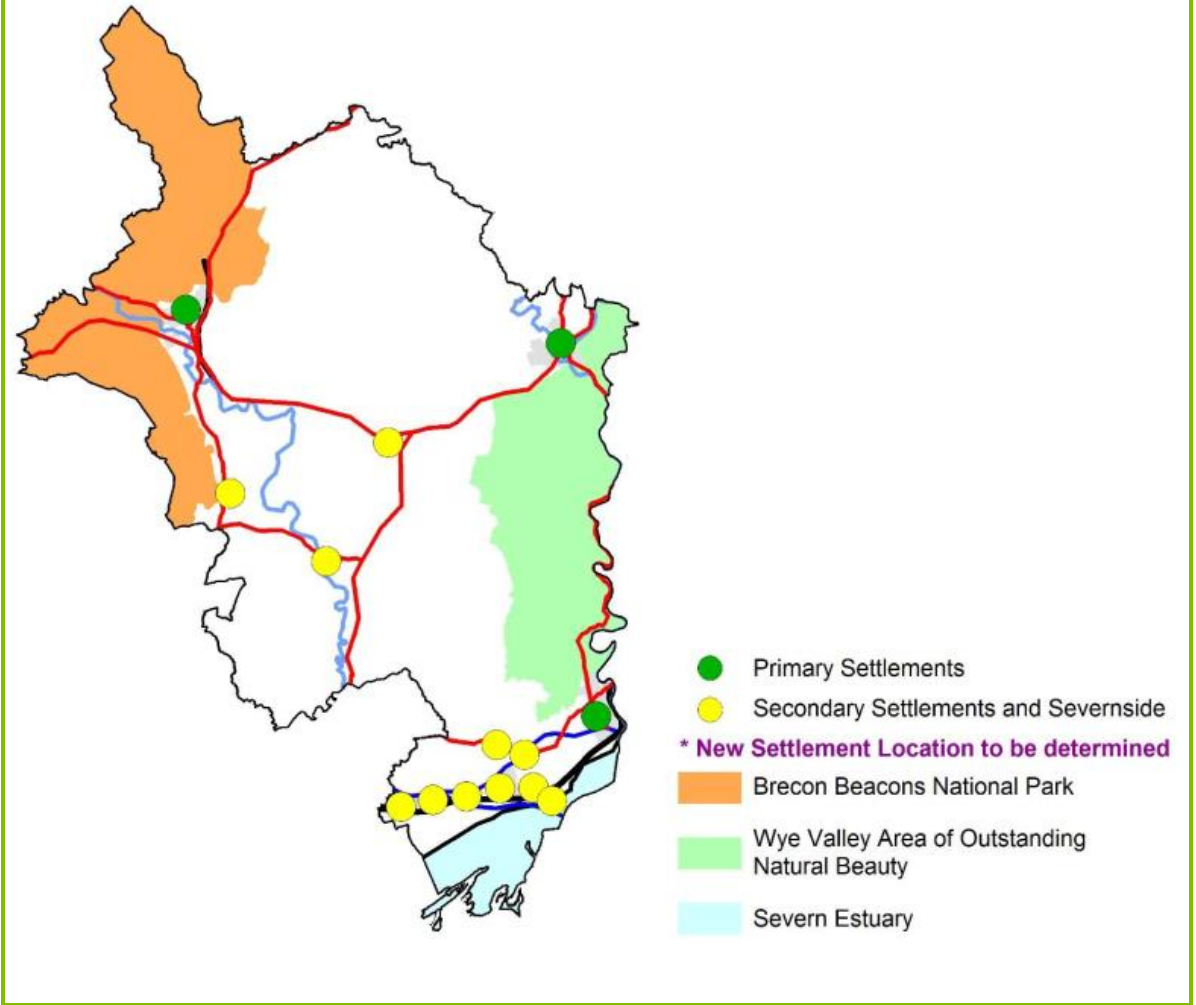 Primary Settlements
Secondary Settlements and Severnside
* New Settlement Location to be determined
Brecon Beacons National Park
Wye Valley Area of Outstanding
Natural Beauty
Severn Estuary